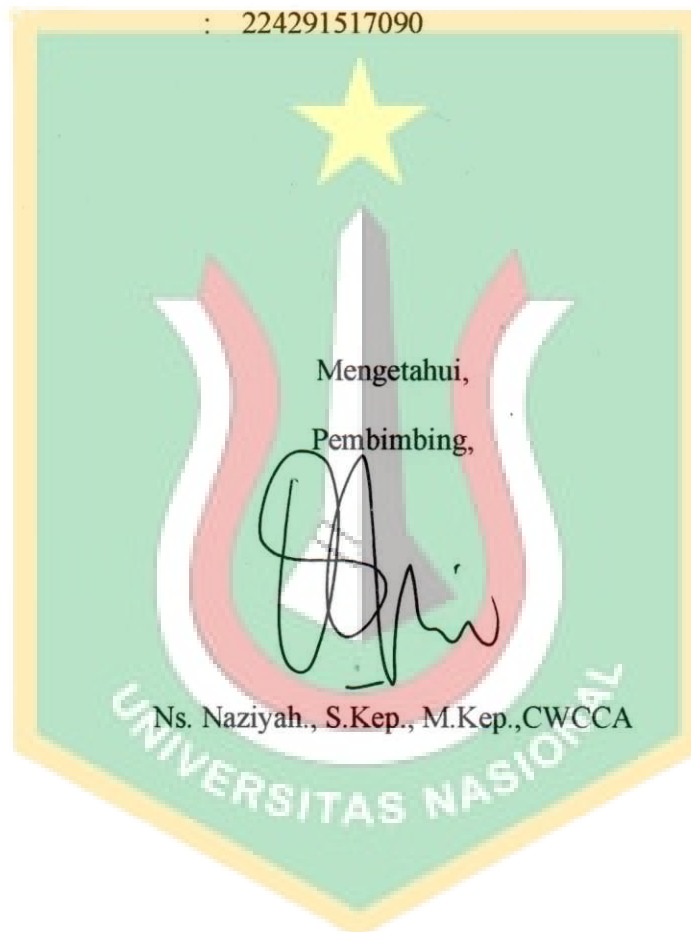 : 224291517090
Mengetahui,
Pembimbing,
Ns. Naziyah., S.Kep., M.Kep.,CWCCA
UNIVERSITAS NASIONAL